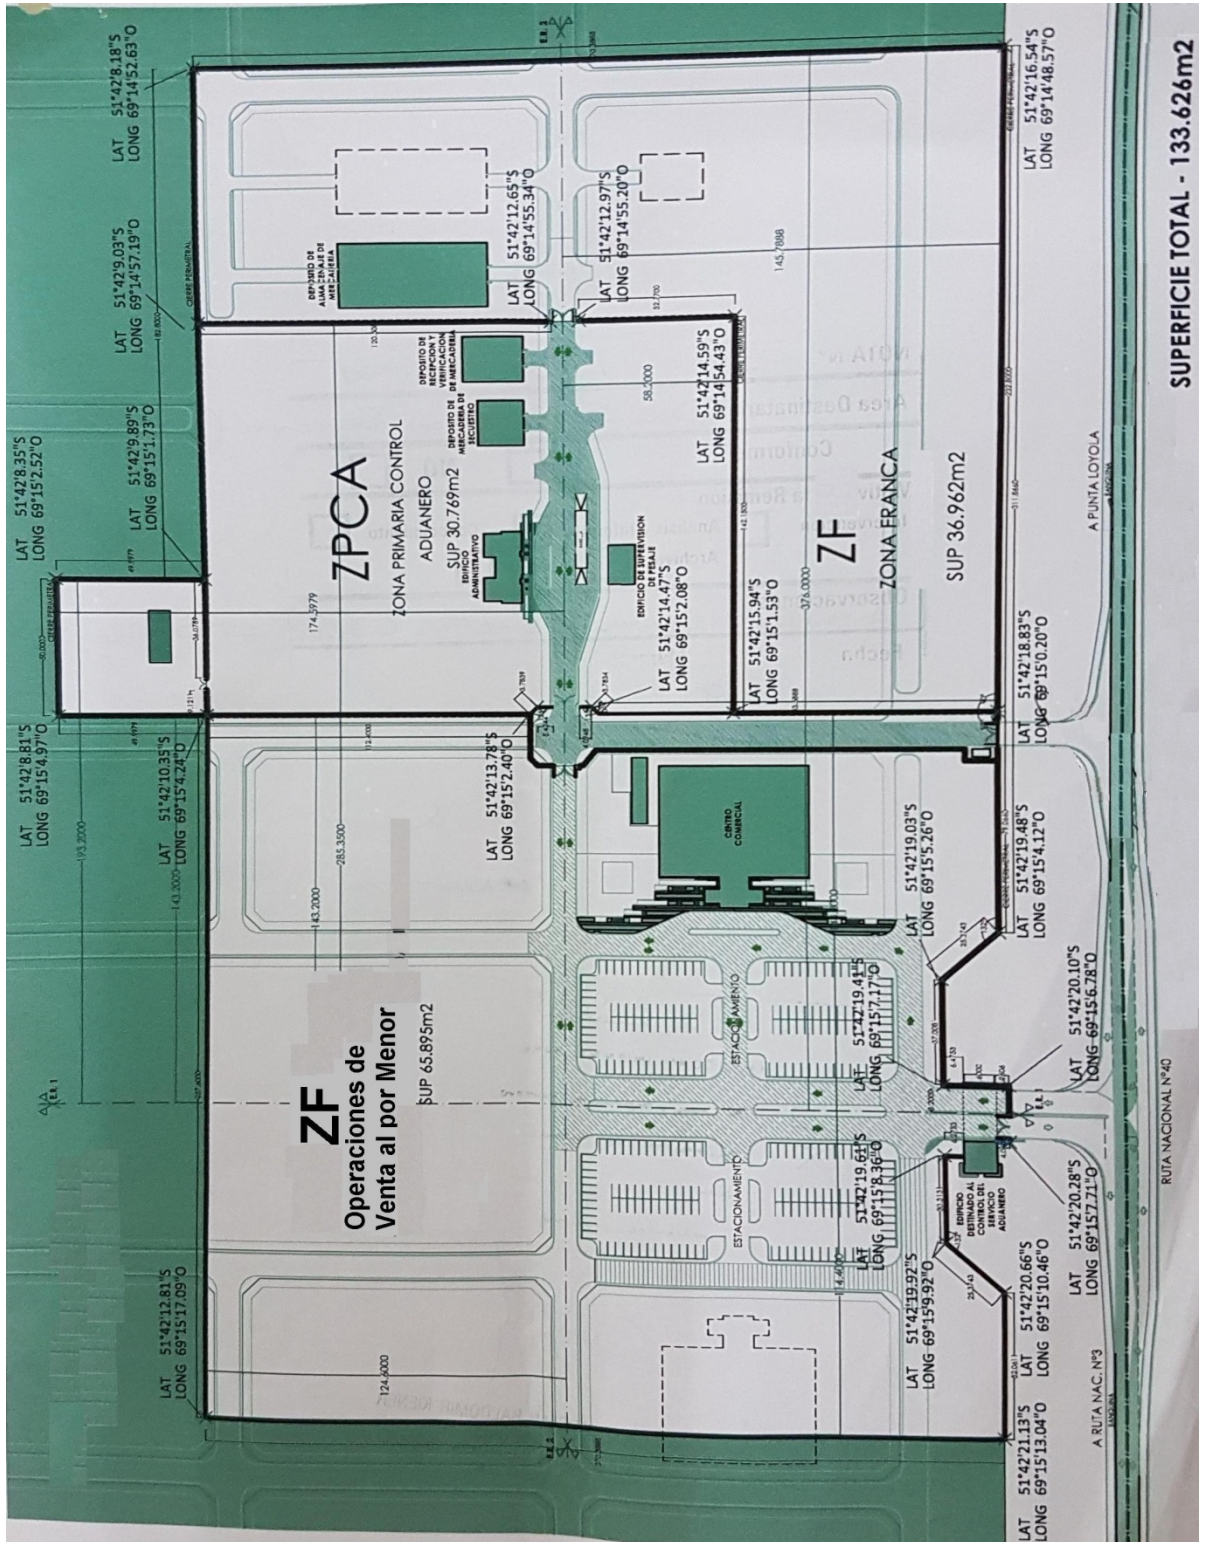 SUPERFICIE TOTAL - 133.626m2
LAT 51°42'8.18"S
LONG 69°14'52.63"O
LAT 51°42'9.03"S
LONG 69°14'57.19"O
LAT 51°42'9.89"S
LONG 69°15'1.73"O
LAT 51°42'8.35"S
LONG 69°15'2.52"O
LAT 51°42'8.81"S
LONG 69°15'4.97"O
LAT 51°42'10.35"S
LONG 69°15'4.24"O
LAT 51°42'12.81"S
LONG 69°15'17.09"O
LAT 51°42'16.54"S
LONG 69°14'48.57"O
LAT 51°42'12.65"S
LONG 69°14'55.34"O
LAT 51°42'12.97"S
LONG 69°14'55.20"O
LAT 51°42'14.59"S
LONG 69°14'54.43"O
LAT 51°42'14.47"S
LONG 69°15'2.08"O
LAT 51°42'15.94"S
LONG 69°15'1.53"O
LAT 51°42'13.78"S
LONG 69°15'2.40"O
LAT 51°42'18.83"S
LONG 69°15'0.20"O
LAT 51°42'19.03"S
LONG 69°15'5.26"O
LAT 51°42'19.48"S
LONG 69°15'4.12"O
LAT 51°42'19.41"S
LONG 69°15'7.17"O
LAT 51°42'20.10"S
LONG 69°15'6.78"O
LAT 51°42'19.61"S
LONG 69°15'8.36"O
LAT 51°42'20.28"S
LONG 69°15'7.71"O
LAT 51°42'19.92"S
LONG 69°15'9.92"O
LAT 51°42'20.66"S
LONG 69°15'10.46"O
LAT 51°42'21.13"S
LONG 69°15'13.04"O
DEPOSITO DE
ALMACENAJE DE
MERCADERIA
DEPOSITO DE
RECEPCION Y
VERIFICACION
DE MERCADERIA
DEPOSITO DE
MERCADERIA DE
SECUESTRO
ZPCA
ZONA PRIMARIA CONTROL
ADUANERO
SUP 30.769m2
EDIFICIO
ADMINISTRATIVO
EDIFICIO DE SUPERVISION
DE PESAJE
ZF
ZONA FRANCA
SUP 36.962m2
ZF
Operaciones de
Venta al por Menor
SUP 65.895m2
CENTRO
COMERCIAL
ESTACIONAMIENTO
ESTACIONAMIENTO
EDIFICIO
DESTINADO AL
CONTROL DEL
SERVICIO
ADUANERO
CIERRE PERIMETRAL
CIERRE PERIMETRAL
CIERRE PERIMETRAL
174.5979
145.7888
58.2000
376.0000
285.3500
143.2000
143.2000
193.2000
124.6000
A PUNTA LOYOLA
RUTA NACIONAL N°40
A RUTA NAC. N°3
BANQUINA
BANQUINA